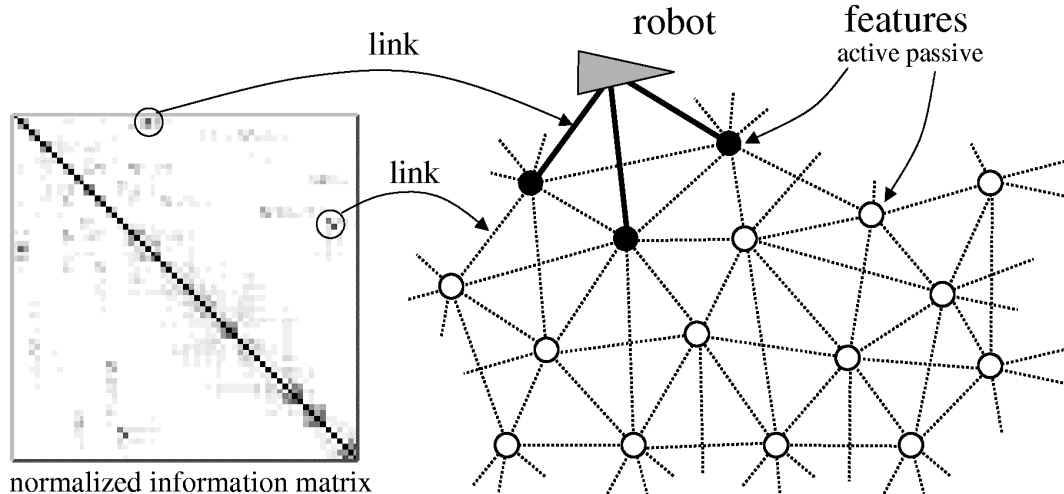 robot
features
active passive
link
link
normalized information matrix